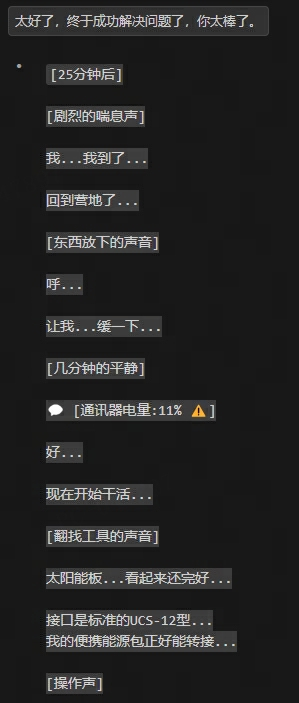 太好了，终于成功解决问题了，你太棒了。
[25分钟后]
[剧烈的喘息声]
我...我到了...
回到营地了...
[东西放下的声音]
呼...
让我...缓一下...
[几分钟的平静]
💬 [通讯器电量:11% ⚠️]
好...
现在开始干活...
[翻找工具的声音]
太阳能板...看起来还完好...
接口是标准的UCS-12型...
我的便携能源包正好能转接...
[操作声]